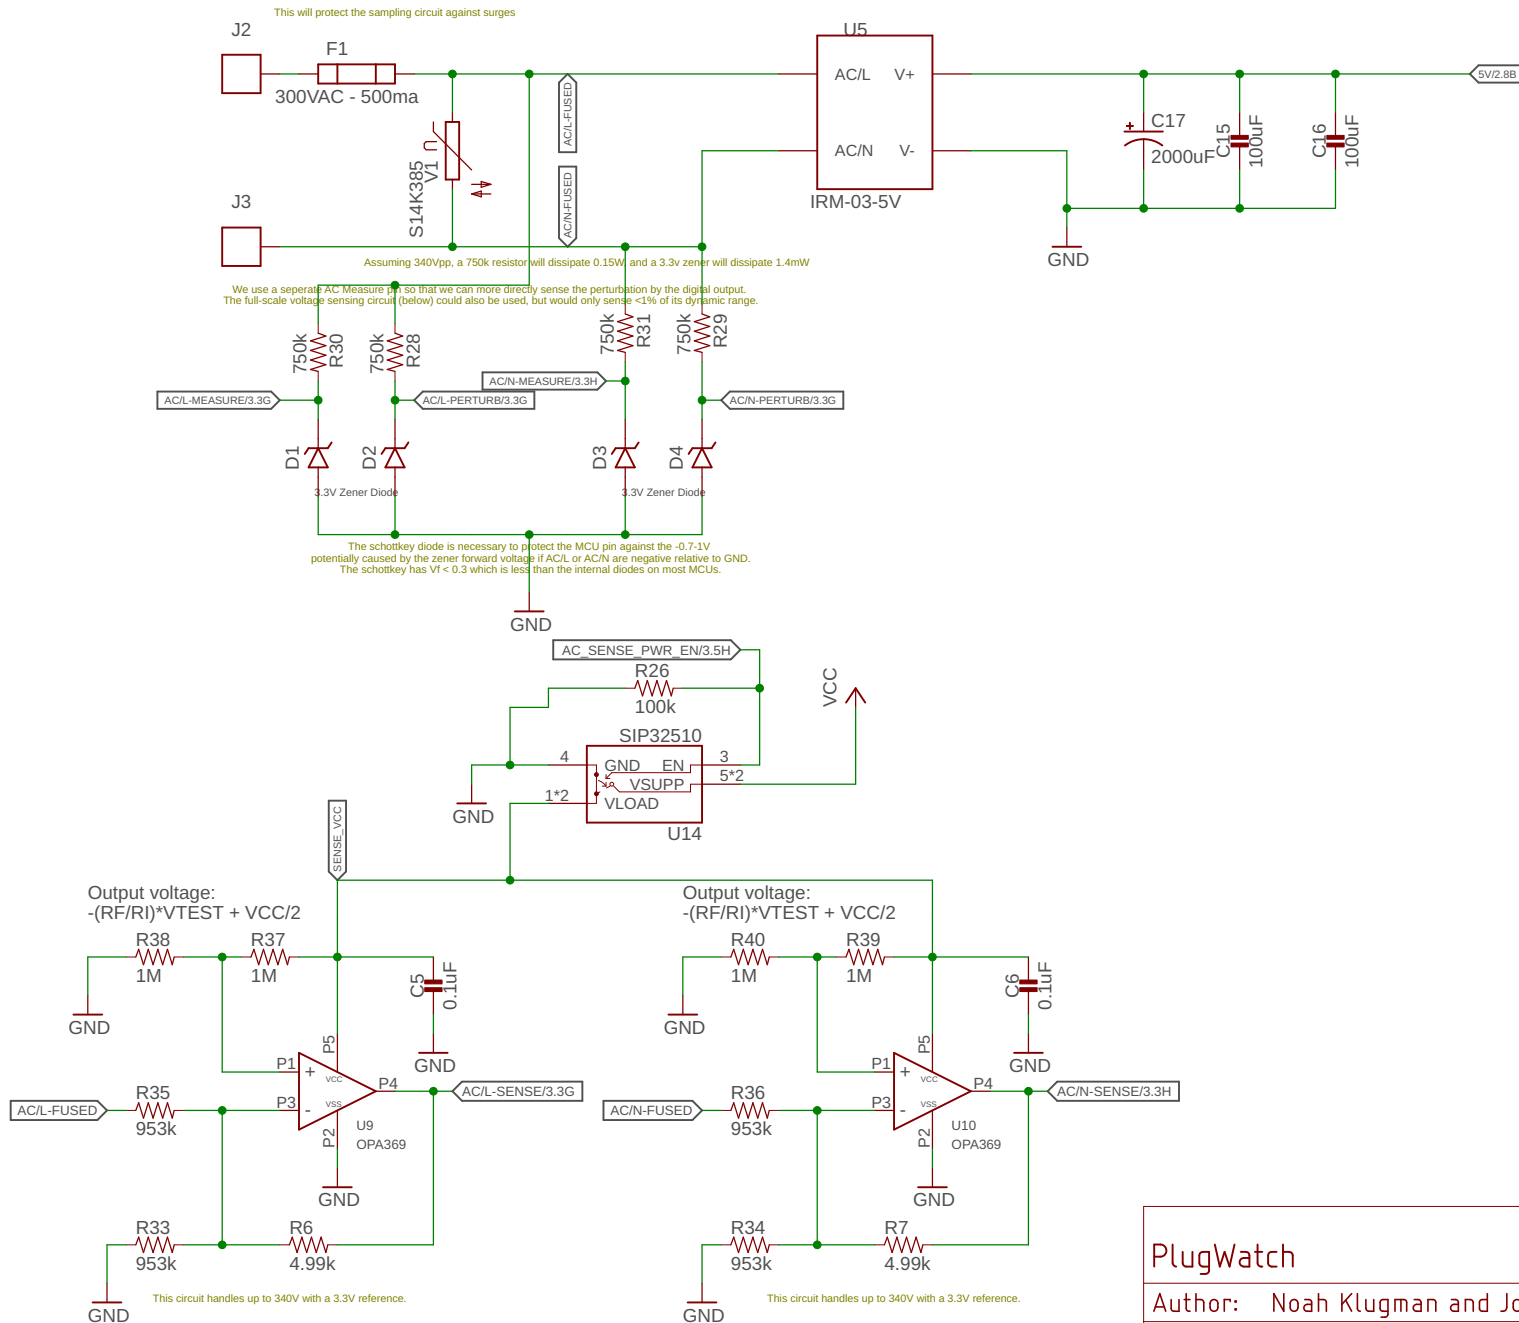 This will protect the sampling circuit against surges
J2
F1
300VAC - 500ma
S14K385
V1
AC/L-FUSED
AC/N-FUSED
J3
U5
AC/L V+
AC/N V-
IRM-03-5V
C17
2000uF
C15
100uF
C16
100uF
5V/2.8B
GND
Assuming 340Vpp, a 750k resistor will dissipate 0.15W, and a 3.3v zener will dissipate 1.4mW
We use a seperate AC Measure pin so that we can more directly sense the perturbation by the digital output.
The full-scale voltage sensing circuit (below) could also be used, but would only sense <1% of its dynamic range.
750k
R30
750k
R28
750k
R31
750k
R29
AC/L-MEASURE/3.3G
AC/L-PERTURB/3.3G
AC/N-MEASURE/3.3H
AC/N-PERTURB/3.3G
D1
D2
D3
D4
3.3V Zener Diode
3.3V Zener Diode
The schottkey diode is necessary to protect the MCU pin against the -0.7-1V
potentially caused by the zener forward voltage if AC/L or AC/N are negative relative to GND.
The schottkey has Vf < 0.3 which is less than the internal diodes on most MCUs.
GND
AC_SENSE_PWR_EN/3.5H
R26
100k
VCC
SIP32510
4
GND EN
3
VSUPP
5*2
1*2
VLOAD
U14
GND
SENSE_VCC
Output voltage:
-(RF/RI)*VTEST + VCC/2
R38
1M
R37
1M
C5
0.1uF
GND
GND
P5
P1
+
VCC
P4
P3
-
VSS
P2
U9
OPA369
AC/L-SENSE/3.3G
AC/L-FUSED
R35
953k
GND
R33
953k
R6
4.99k
GND
This circuit handles up to 340V with a 3.3V reference.
Output voltage:
-(RF/RI)*VTEST + VCC/2
R40
1M
R39
1M
C6
0.1uF
GND
GND
P5
P1
+
VCC
P4
P3
-
VSS
P2
U10
OPA369
AC/N-SENSE/3.3H
AC/N-FUSED
R36
953k
GND
R34
953k
R7
4.99k
GND
This circuit handles up to 340V with a 3.3V reference.
PlugWatch
Author: Noah Klugman and Jo